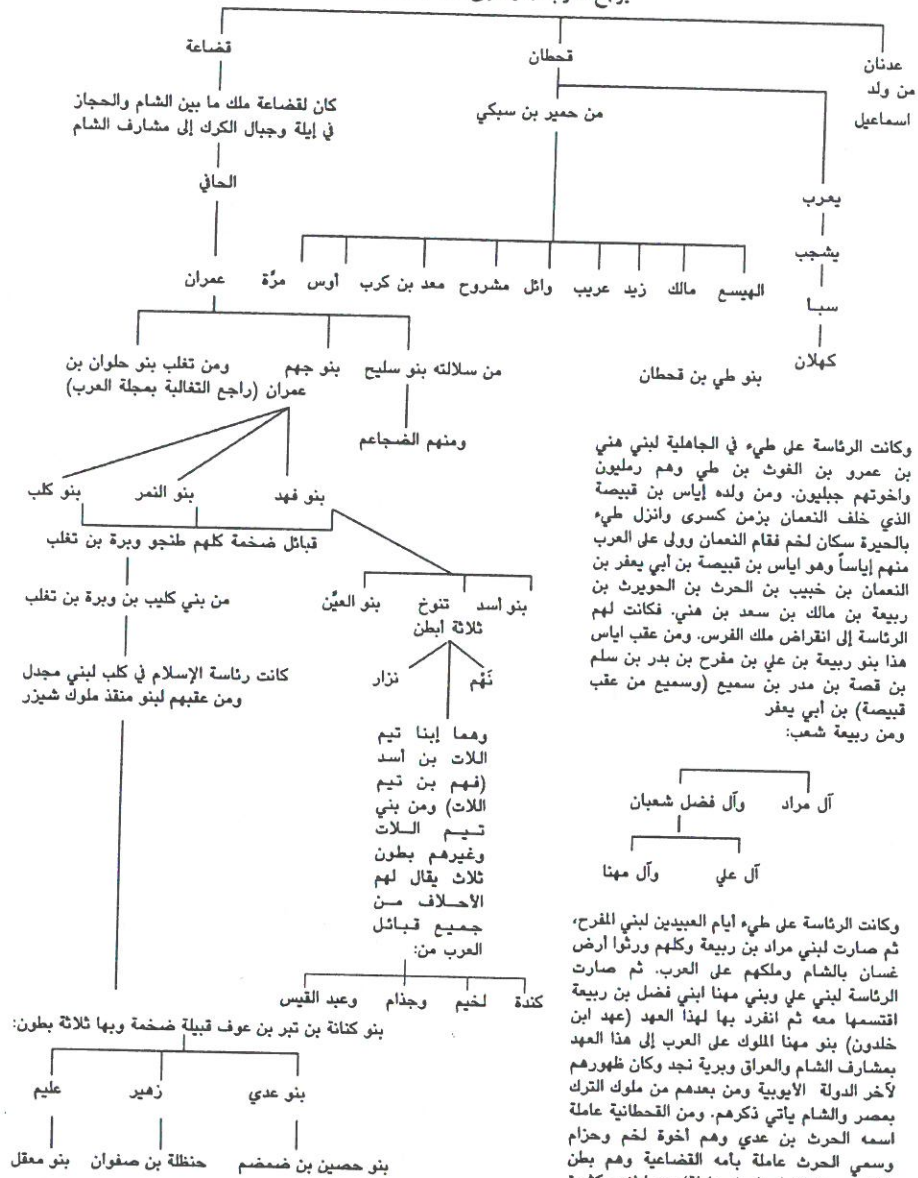 عدنان
من ولد
اسماعيل
قحطان
قضاعة
يعرب
يشجب
سبا
كهلان
من حمير بن سبكي
الهيسع مالك زيد عريب وائل مشروح معد بن كرب أوس مرَّة
بنو طي بن قحطان
كان لقضاعة ملك ما بين الشام والحجاز
في إيلة وجبال الكرك إلى مشارف الشام
الحافي
عمران
من سلالته بنو سليح بنو جهم ومن تغلب بنو حلوان بن
عمران (راجع التغالبة بمجلة العرب)
ومنهم الضجاعم
بنو فهد بنو النمر بنو كلب
قبائل ضخمة كلهم طنجو وبرة بن تغلب
من بني كليب بن وبرة بن تغلب
كانت رئاسة الإسلام في كلب لبني مجدل
ومن عقبهم لبنو منقذ ملوك شيزر
بنو أسد تنوخ بنو العيَّن
ثلاثة أبطن
نَهْم نزار
وهما إبنا تيم
اللات بن أسد
(فهم بن تيم
اللات) ومن بني
تيم اللات
وغيرهم بطون
ثلاث يقال لهم
الأحلاف من
جميع قبائل
العرب من:
كندة لخيم وجذام وعبد القيس
بنو كنانة بن تبر بن عوف قبيلة ضخمة وبها ثلاثة بطون:
بنو عدي زهير عليم
بنو حصين بن ضمضم حنظلة بن صفوان بنو معقل
وكانت الرئاسة على طيء في الجاهلية لبني هني
بن عمرو بن الغوث بن طي وهم رمليون
واخوتهم جبليون. ومن ولده إياس بن قبيصة
الذي خلف النعمان بزمن كسرى وانزل طيء
بالحيرة سكان لخم فقام النعمان وولى على العرب
منهم إياساً وهو اياس بن قبيصة بن أبي يعفر بن
النعمان بن خبيب بن الحرث بن الحويرث بن
ربيعة بن مالك بن سعد بن هني. فكانت لهم
الرئاسة إلى انقراض ملك الفرس. ومن عقب اياس
هذا بنو ربيعة بن علي بن مفرح بن بدر بن سلم
بن قصة بن مدر بن سميع (وسميع من عقب
قبيصة) بن أبي يعفر
ومن ربيعة شعب:
آل مراد وآل فضل شعبان
آل علي وآل مهنا
وكانت الرئاسة على طيء أيام العبيدين لبني المفرح،
ثم صارت لبني مراد بن ربيعة وكلهم ورثوا أرض
غسان بالشام وملكهم على العرب. ثم صارت
الرئاسة لبني علي وبني مهنا ابني فضل بن ربيعة
اقتسمها معه ثم انفرد بها لهذا العهد (عهد ابن
خلدون) بنو مهنا الملوك على العرب إلى هذا العهد
بمشارف الشام والعراق وبرية نجد وكان ظهورهم
لآخر الدولة الأيوبية ومن بعدهم من ملوك الترك
بمصر والشام يأتي ذكرهم. ومن القحطانية عاملة
اسمه الحرث بن عدي وهم أخوة لخم وحزام
وسمي الحرث عاملة بأمه القضاعية وهم بطن